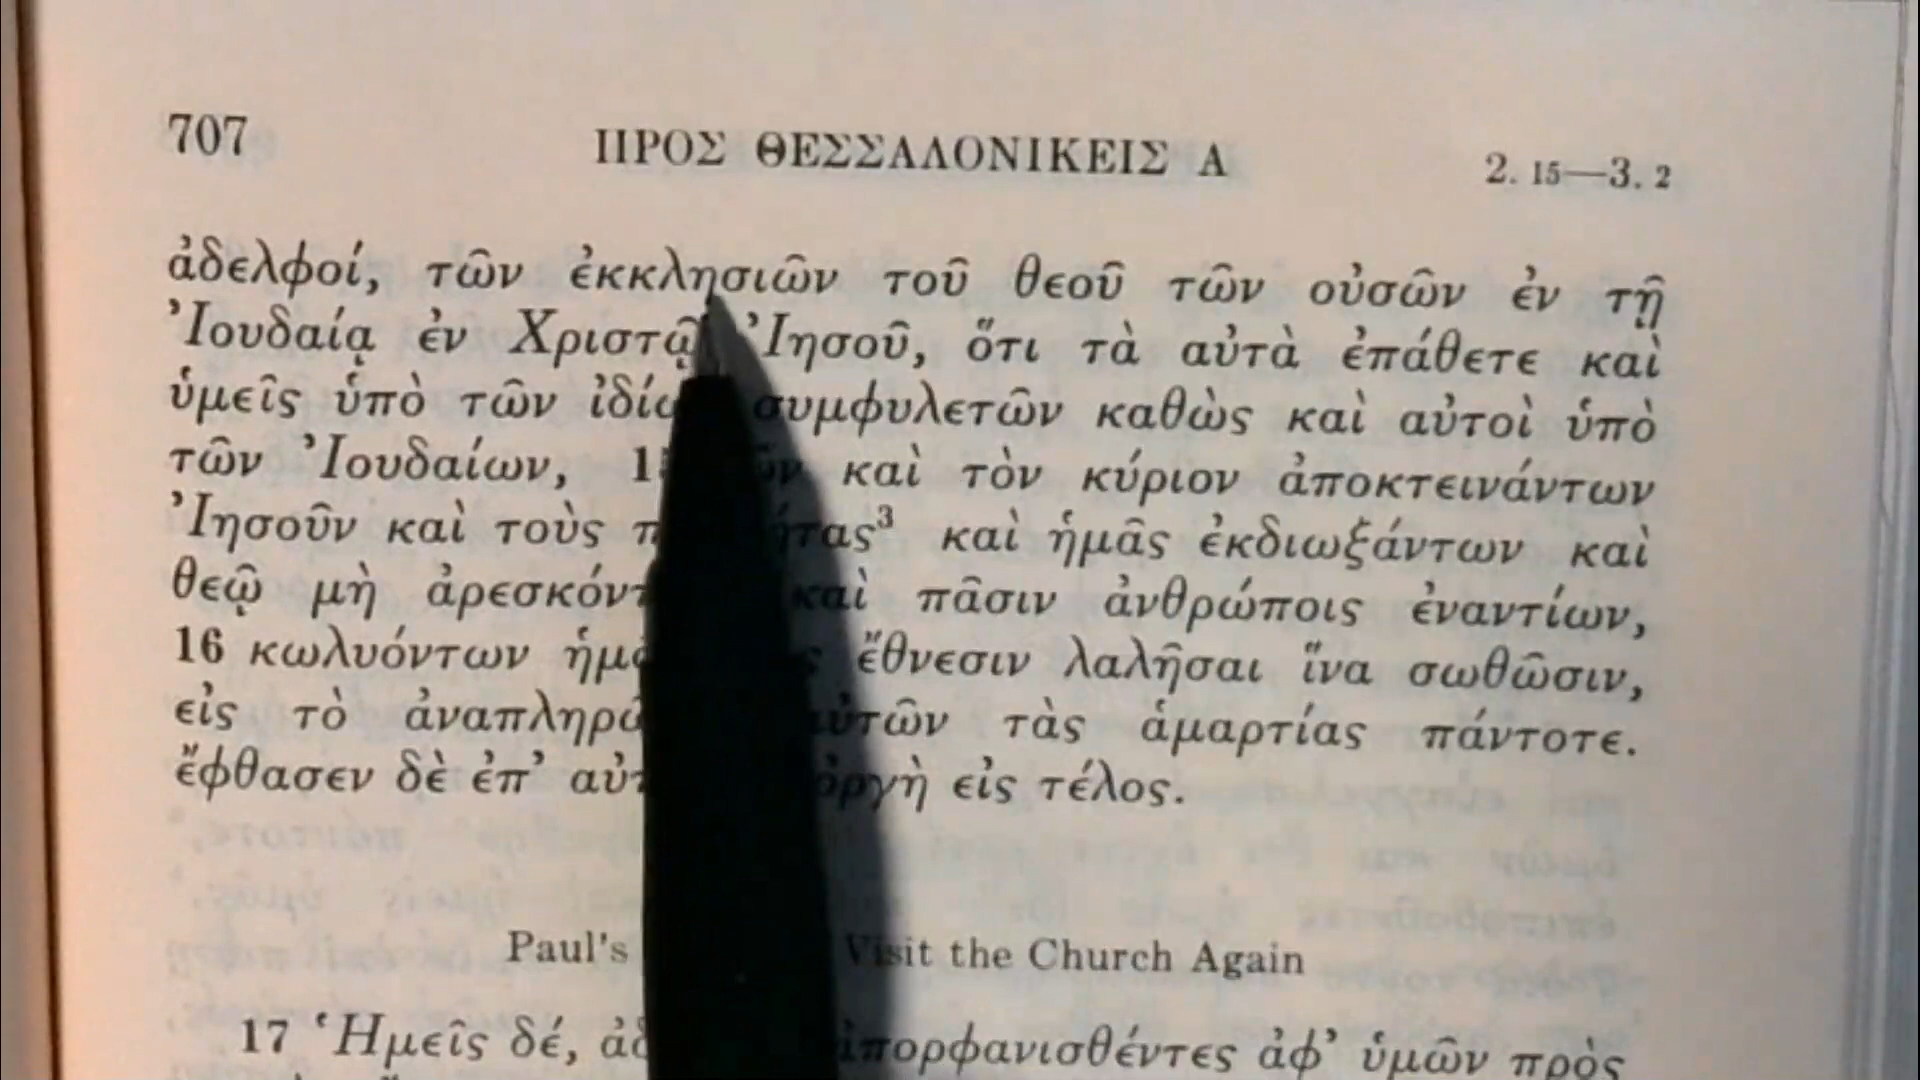 707 ΠΡΟΣ ΘΕΣΣΑΛΟΝΙΚΕΙΣ Α 2. 15—3. 2
ἀδελφοί, τῶν ἐκκλησιῶν τοῦ θεοῦ τῶν οὐσῶν ἐν τῇ
Ἰουδαίᾳ ἐν Χριστῷ Ἰησοῦ, ὅτι τὰ αὐτὰ ἐπάθετε καὶ
ὑμεῖς ὑπὸ τῶν συμφυλετῶν καθὼς καὶ αὐτοὶ ὑπὸ
τῶν Ἰουδαίων, καὶ τὸν κύριον ἀποκτεινάντων
Ἰησοῦν καὶ τοὺς καὶ ἡμᾶς ἐκδιωξάντων καὶ
θεῷ μὴ καὶ πᾶσιν ἀνθρώποις ἐναντίων,
16 κωλυόντων ἔθνεσιν λαλῆσαι ἵνα σωθῶσιν,
εἰς τὸ αὐτῶν τὰς ἁμαρτίας πάντοτε.
ἔφθασεν δὲ ἐπ’ ὀργὴ εἰς τέλος.
Paul's Visit the Church Again
17 Ἡμεῖς δέ, ἀπορφανισθέντες ἀφ’ ὑμῶν πρὸς